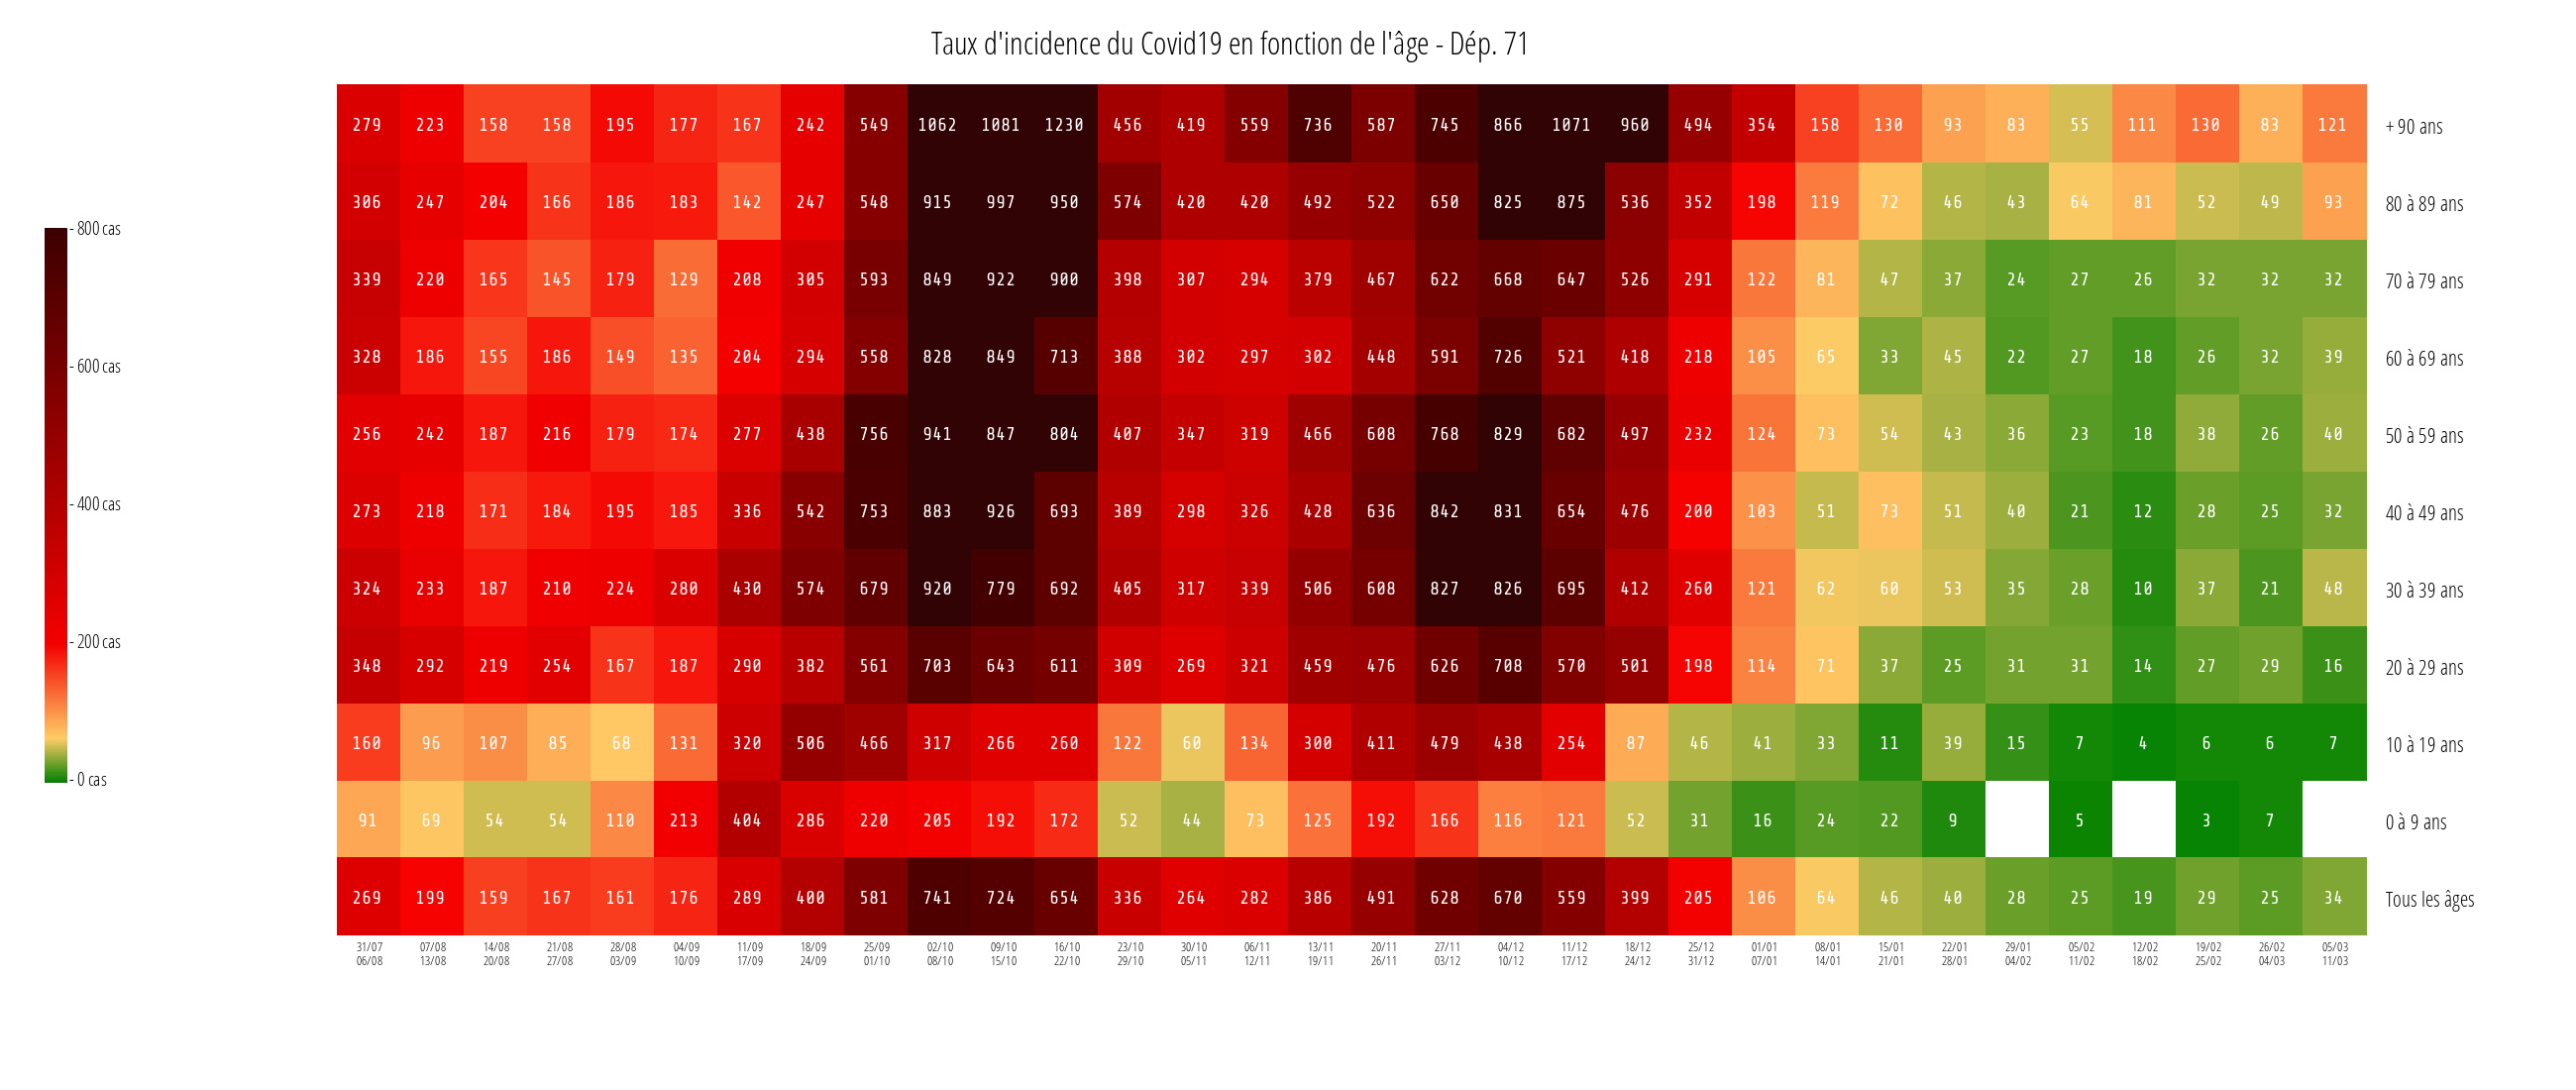 Taux d'incidence du Covid19 en fonction de l'âge - Dép. 71
- 800 cas
- 600 cas
- 400 cas
- 200 cas
- 0 cas
279 223 158 158 195 177 167 242 549 1062 1081 1230 456 419 559 736 587 745 866 1071 960 494 354 158 130 93 83 55 111 130 83 121 + 90 ans
306 247 204 166 186 183 142 247 548 915 997 950 574 420 420 492 522 650 825 875 536 352 198 119 72 46 43 64 81 52 49 93 80 à 89 ans
339 220 165 145 179 129 208 305 593 849 922 900 398 307 294 379 467 622 668 647 526 291 122 81 47 37 24 27 26 32 32 32 70 à 79 ans
328 186 155 186 149 135 204 294 558 828 849 713 388 302 297 302 448 591 726 521 418 218 105 65 33 45 22 27 18 26 32 39 60 à 69 ans
256 242 187 216 179 174 277 438 756 941 847 804 407 347 319 466 608 768 829 682 497 232 124 73 54 43 36 23 18 38 26 40 50 à 59 ans
273 218 171 184 195 185 336 542 753 883 926 693 389 298 326 428 636 842 831 654 476 200 103 51 73 51 40 21 12 28 25 32 40 à 49 ans
324 233 187 210 224 280 430 574 679 920 779 692 405 317 339 506 608 827 826 695 412 260 121 62 60 53 35 28 10 37 21 48 30 à 39 ans
348 292 219 254 167 187 290 382 561 703 643 611 309 269 321 459 476 626 708 570 501 198 114 71 37 25 31 31 14 27 29 16 20 à 29 ans
160 96 107 85 68 131 320 506 466 317 266 260 122 60 134 300 411 479 438 254 87 46 41 33 11 39 15 7 4 6 6 7 10 à 19 ans
91 69 54 54 110 213 404 286 220 205 192 172 52 44 73 125 192 166 116 121 52 31 16 24 22 9 5 3 7 0 à 9 ans
269 199 159 167 161 176 289 400 581 741 724 654 336 264 282 386 491 628 670 559 399 205 106 64 46 40 28 25 19 29 25 34 Tous les âges
31/07 07/08 14/08 21/08 28/08 04/09 11/09 18/09 25/09 02/10 09/10 16/10 23/10 30/10 06/11 13/11 20/11 27/11 04/12 11/12 18/12 25/12 01/01 08/01 15/01 22/01 29/01 05/02 12/02 19/02 26/02 05/03
06/08 13/08 20/08 27/08 03/09 10/09 17/09 24/09 01/10 08/10 15/10 22/10 29/10 05/11 12/11 19/11 26/11 03/12 10/12 17/12 24/12 31/12 07/01 14/01 21/01 28/01 04/02 11/02 18/02 25/02 04/03 11/03